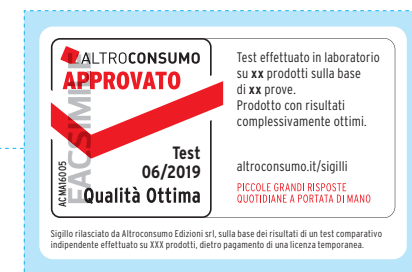 ALTROCONSUMO
APPROVATO
FACSIMILE
ACMA16005
Test
06/2019
Qualità Ottima
Test effettuato in laboratorio
su xx prodotti sulla base
di xx prove.
Prodotto con risultati
complessivamente ottimi.
altroconsumo.it/sigilli
PICCOLE GRANDI RISPOSTE
QUOTIDIANE A PORTATA DI MANO
Sigillo rilasciato da Altroconsumo Edizioni srl, sulla base dei risultati di un test comparativo
indipendente effettuato su XXX prodotti, dietro pagamento di una licenza temporanea.